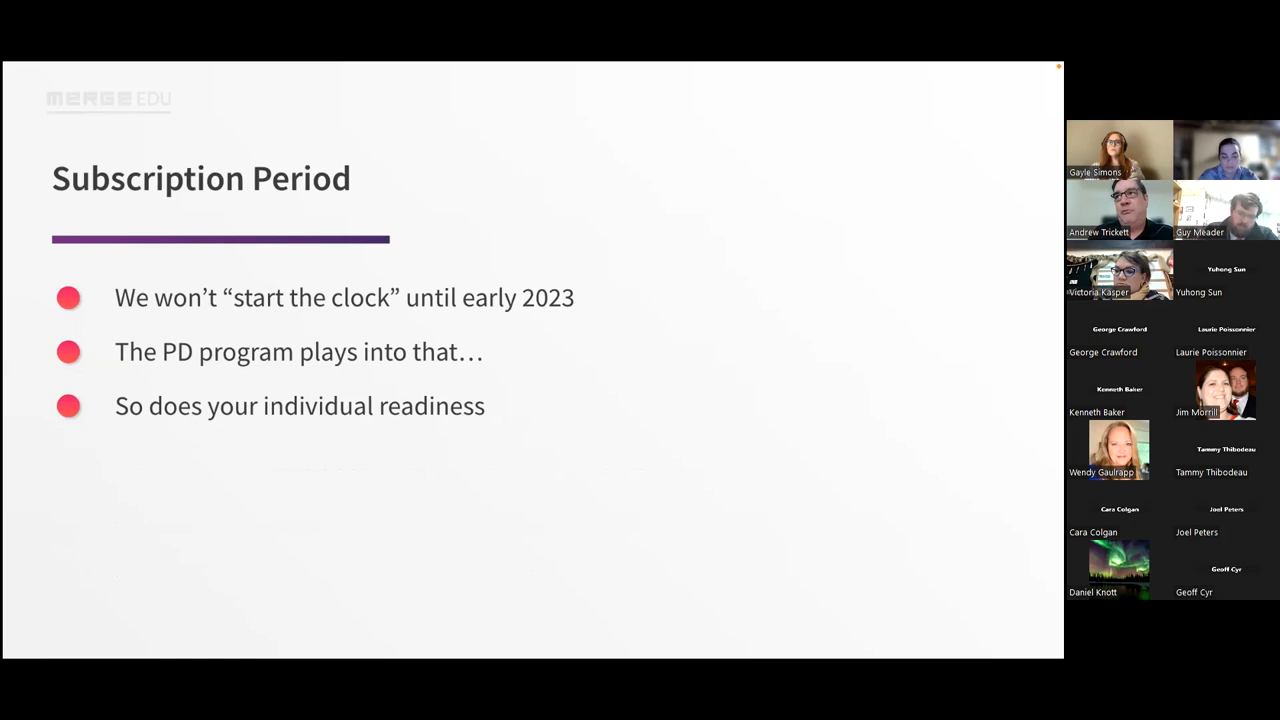 MERGE EDU
Subscription Period
We won’t “start the clock” until early 2023
The PD program plays into that…
So does your individual readiness
Gayle Simons
Andrew Trickett
Guy Meader
Victoria Kasper
Yuhong Sun
Yuhong Sun
George Crawford
George Crawford
Laurie Poissonnier
Laurie Poissonnier
Kenneth Baker
Kenneth Baker
Jim Morrill
Wendy Gaulrapp
Tammy Thibodeau
Tammy Thibodeau
Cara Colgan
Cara Colgan
Joel Peters
Joel Peters
Daniel Knott
Geoff Cyr
Geoff Cyr